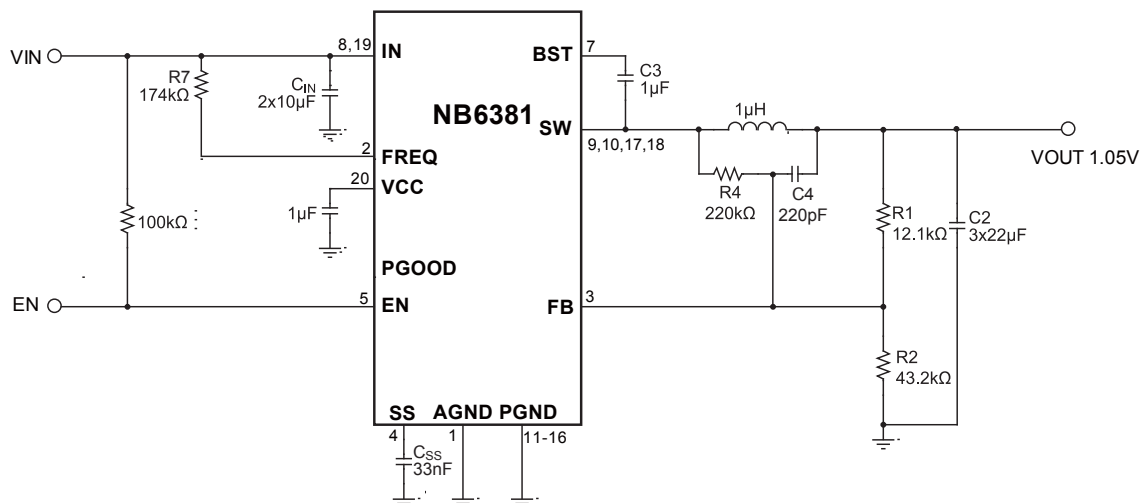 VIN
8,19
IN
BST
7
R7
174kΩ
CIN
2x10µF
C3
1µF
NB6381
1µH
SW
9,10,17,18
VOUT 1.05V
2
FREQ
20
VCC
R4
220kΩ
C4
220pF
1µF
100kΩ
R1
12.1kΩ
C2
3x22µF
PGOOD
EN
5
EN
FB
3
R2
43.2kΩ
SS
AGND
PGND
4
1
11-16
CSS
33nF